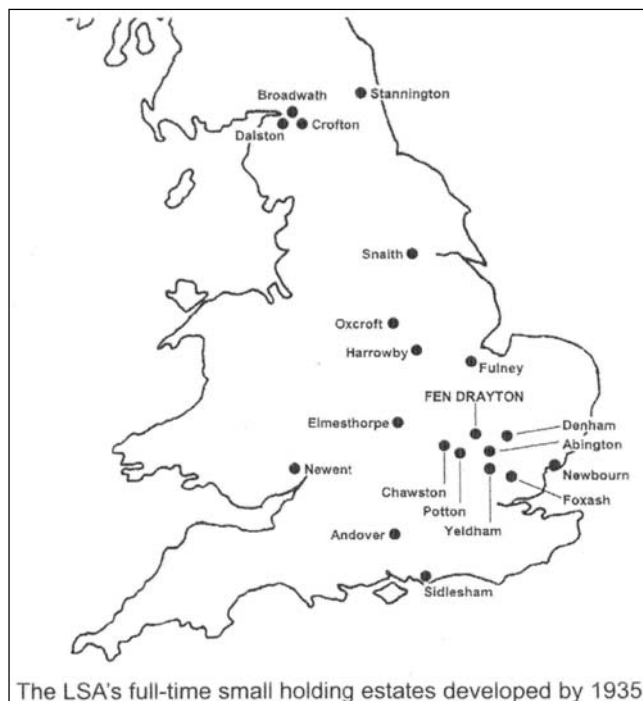 Broadwath
Stannington
Dalston
Crofton
Snaith
Oxcroft
Harrowby
Fulney
FEN DRAYTON
Elmesthorpe
Denham
Abington
Newent
Newbourn
Chawston
Foxash
Potton
Yeldham
Andover
Sidlesham
The LSA's full-time small holding estates developed by 1935